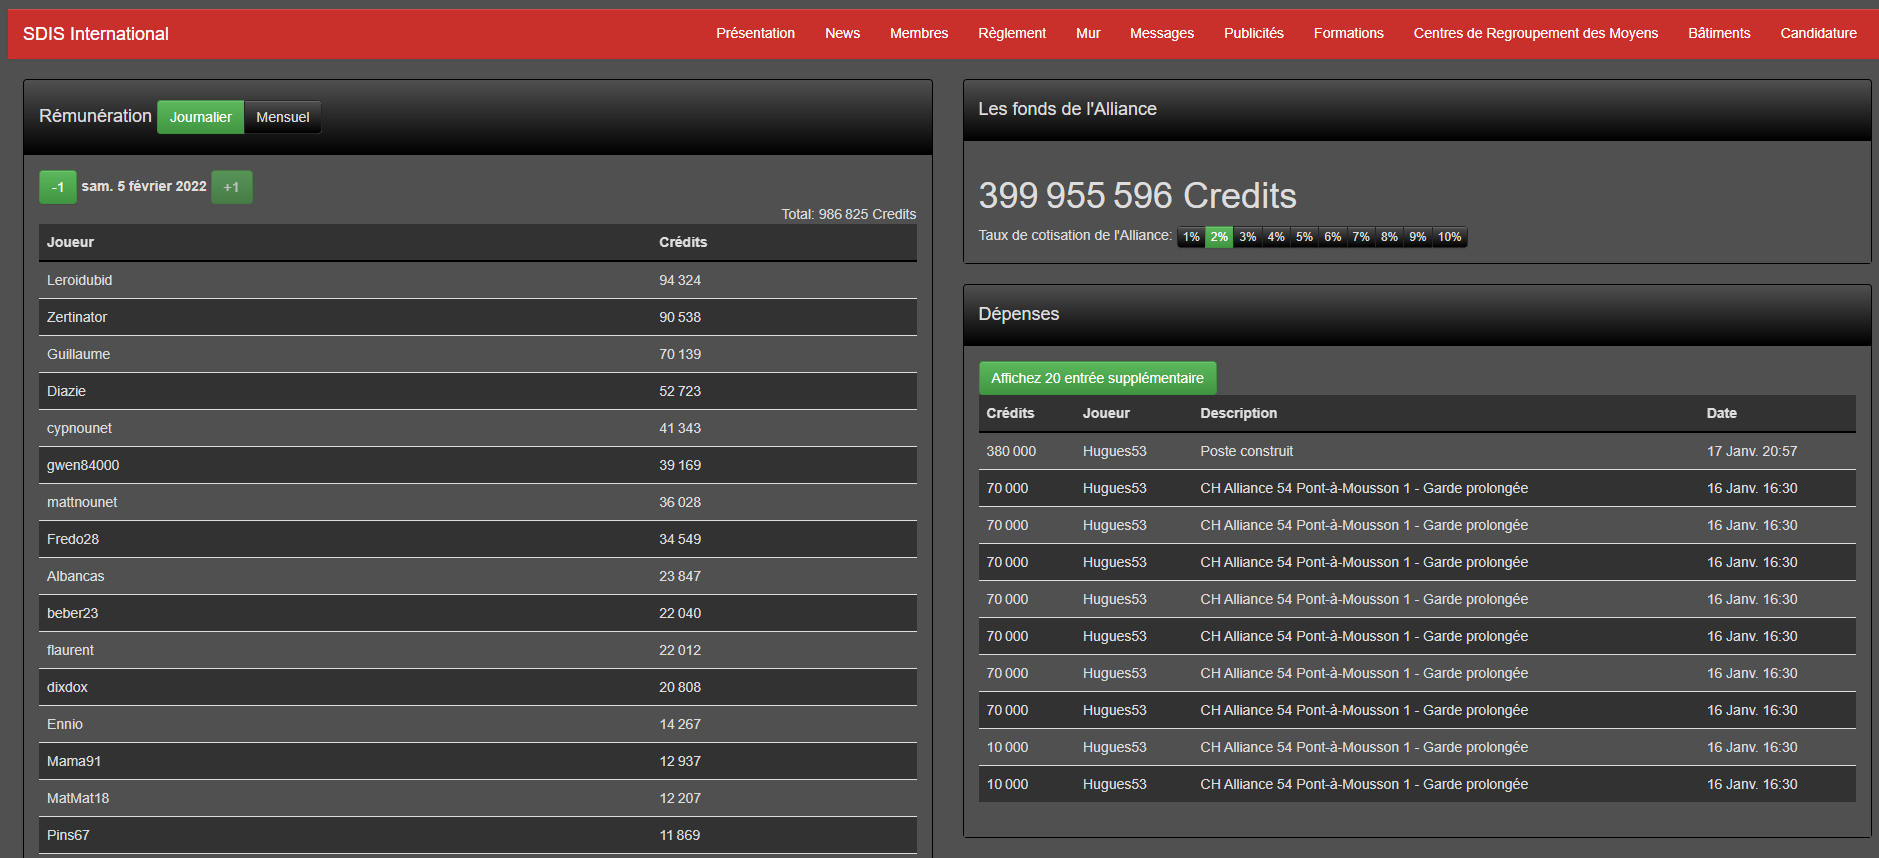 SDIS International
Présentation News Membres Règlement Mur Messages Publicités Formations Centres de Regroupement des Moyens Bâtiments Candidature
Rémunération Journalier Mensuel
-1 sam. 5 février 2022 +1
Total: 986 825 Credits
Joueur Crédits
Leroidubid 94 324
Zertinator 90 538
Guillaume 70 139
Diazie 52 723
cypnounet 41 343
gwen84000 39 169
mattnounet 36 028
Fredo28 34 549
Albancas 23 847
beber23 22 040
flaurent 22 012
dixdox 20 808
Ennio 14 267
Mama91 12 937
MatMat18 12 207
Pins67 11 869
Les fonds de l'Alliance
399 955 596 Credits
Taux de cotisation de l'Alliance: 1% 2% 3% 4% 5% 6% 7% 8% 9% 10%
Dépenses
Affichez 20 entrée supplémentaire
Crédits Joueur Description Date
380 000 Hugues53 Poste construit 17 Janv. 20:57
70 000 Hugues53 CH Alliance 54 Pont-à-Mousson 1 - Garde prolongée 16 Janv. 16:30
70 000 Hugues53 CH Alliance 54 Pont-à-Mousson 1 - Garde prolongée 16 Janv. 16:30
70 000 Hugues53 CH Alliance 54 Pont-à-Mousson 1 - Garde prolongée 16 Janv. 16:30
70 000 Hugues53 CH Alliance 54 Pont-à-Mousson 1 - Garde prolongée 16 Janv. 16:30
70 000 Hugues53 CH Alliance 54 Pont-à-Mousson 1 - Garde prolongée 16 Janv. 16:30
70 000 Hugues53 CH Alliance 54 Pont-à-Mousson 1 - Garde prolongée 16 Janv. 16:30
70 000 Hugues53 CH Alliance 54 Pont-à-Mousson 1 - Garde prolongée 16 Janv. 16:30
10 000 Hugues53 CH Alliance 54 Pont-à-Mousson 1 - Garde prolongée 16 Janv. 16:30
10 000 Hugues53 CH Alliance 54 Pont-à-Mousson 1 - Garde prolongée 16 Janv. 16:30